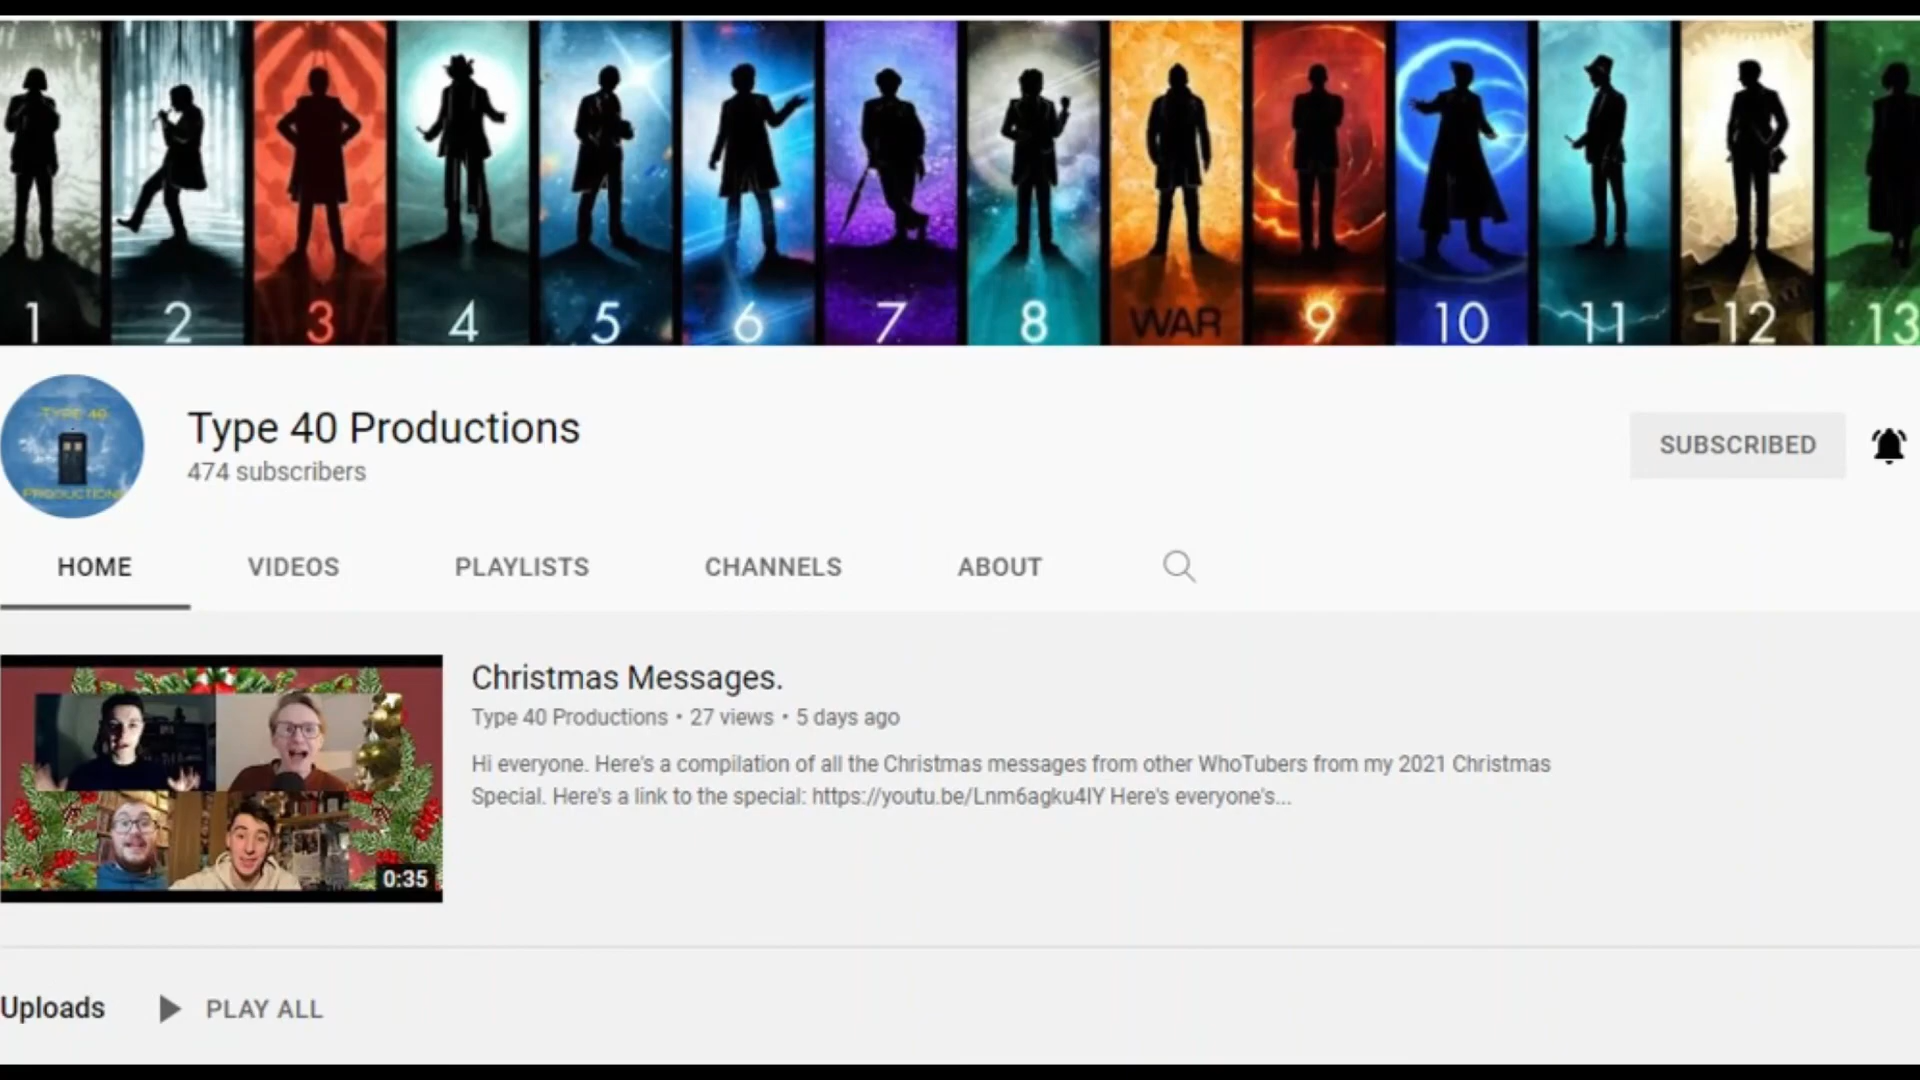 1 2 3 4 5 6 7 8 WAR 9 10 11 12 13
TYPE 40
PRODUCTIONS
Type 40 Productions
474 subscribers
SUBSCRIBED
HOME VIDEOS PLAYLISTS CHANNELS ABOUT
Christmas Messages.
Type 40 Productions • 27 views • 5 days ago
Hi everyone. Here's a compilation of all the Christmas messages from other WhoTubers from my 2021 Christmas
Special. Here's a link to the special: https://youtu.be/Lnm6agku4lY Here's everyone's...
0:35
Uploads PLAY ALL